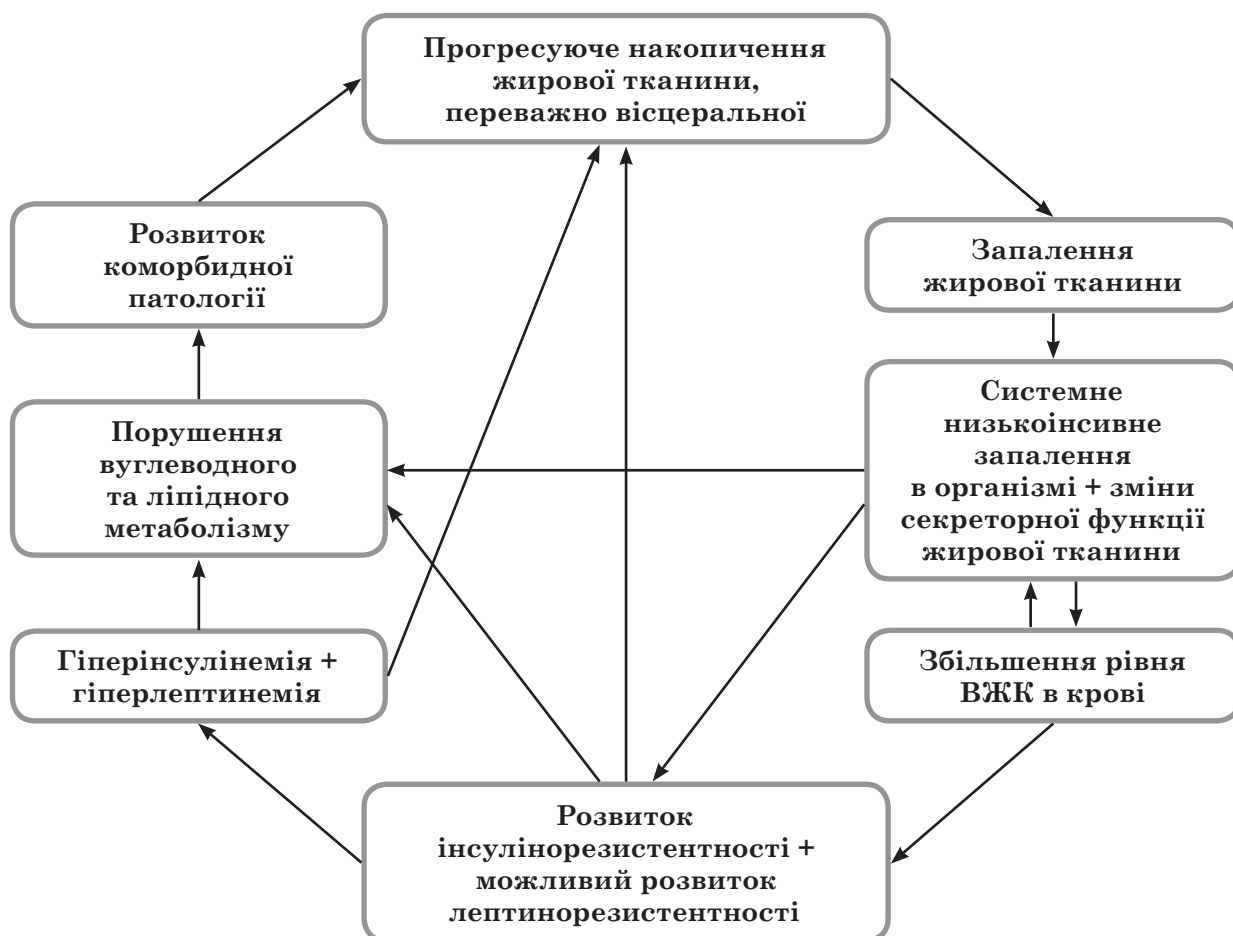 Прогресуюче накопичення
жирової тканини,
переважно вісцеральної
Розвиток
коморбидної
патології
Запалення
жирової тканини
Порушення
вуглеводного
та ліпідного
метаболізму
Системне
низькоінсивне
запалення
в організмі + зміни
секреторної функції
жирової тканини
Гіперінсулінемія +
гіперлептинемія
Збільшення рівня
ВЖК в крові
Розвиток
інсулінорезистентності +
можливий розвиток
лептинорезистентності